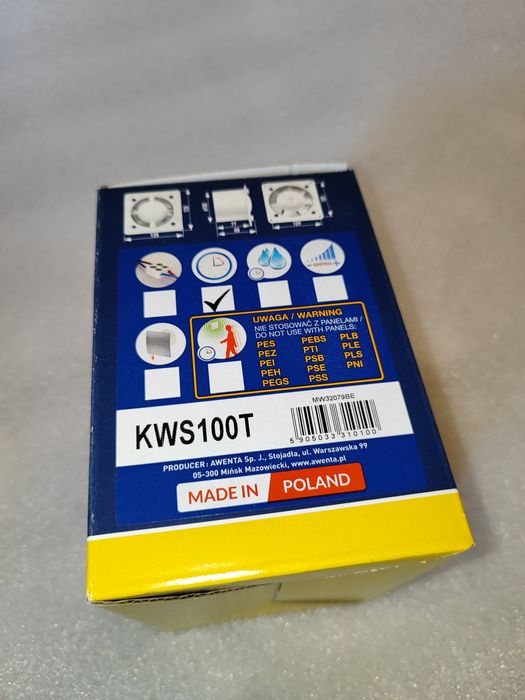 CONTROL
UWAGA / WARNING
NIE STOSOWAĆ Z PANELAMI /
DO NOT USE WITH PANELS:
PES PEBS PLB
PEZ PTI PLE
PEI PSB PLS
PEH PSE PNI
PEGS PSS
MW32079BE
KWS100T
5 905033 310100
PRODUCER: AWENTA Sp. J., Stojadła, ul. Warszawska 99
05-300 Mińsk Mazowiecki, www.awenta.pl
MADE IN POLAND